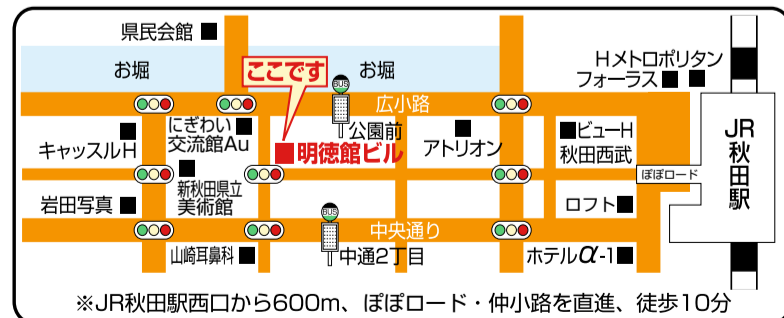 県民会館
お堀
ここです
お堀
Hメトロポリタン
フォーラス
BUS
広小路
公園前
キャッスルH
にぎわい
交流館Au
明徳館ビル
アトリオン
ビューH
秋田西武
JR秋田駅
ぽぽロード
岩田写真
新秋田県立
美術館
ロフト
BUS
中央通り
山崎耳鼻科
中通2丁目
ホテルα-1
※JR秋田駅西口から600m、ぽぽロード・仲小路を直進、徒歩10分